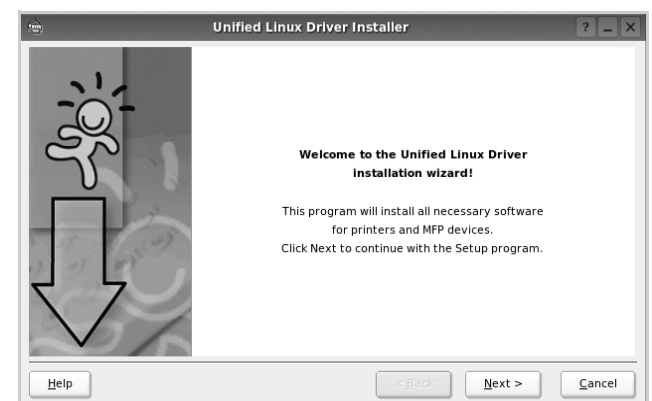 Unified Linux Driver Installer
Welcome to the Unified Linux Driver
installation wizard!
This program will install all necessary software
for printers and MFP devices.
Click Next to continue with the Setup program.
Help
< Back
Next >
Cancel